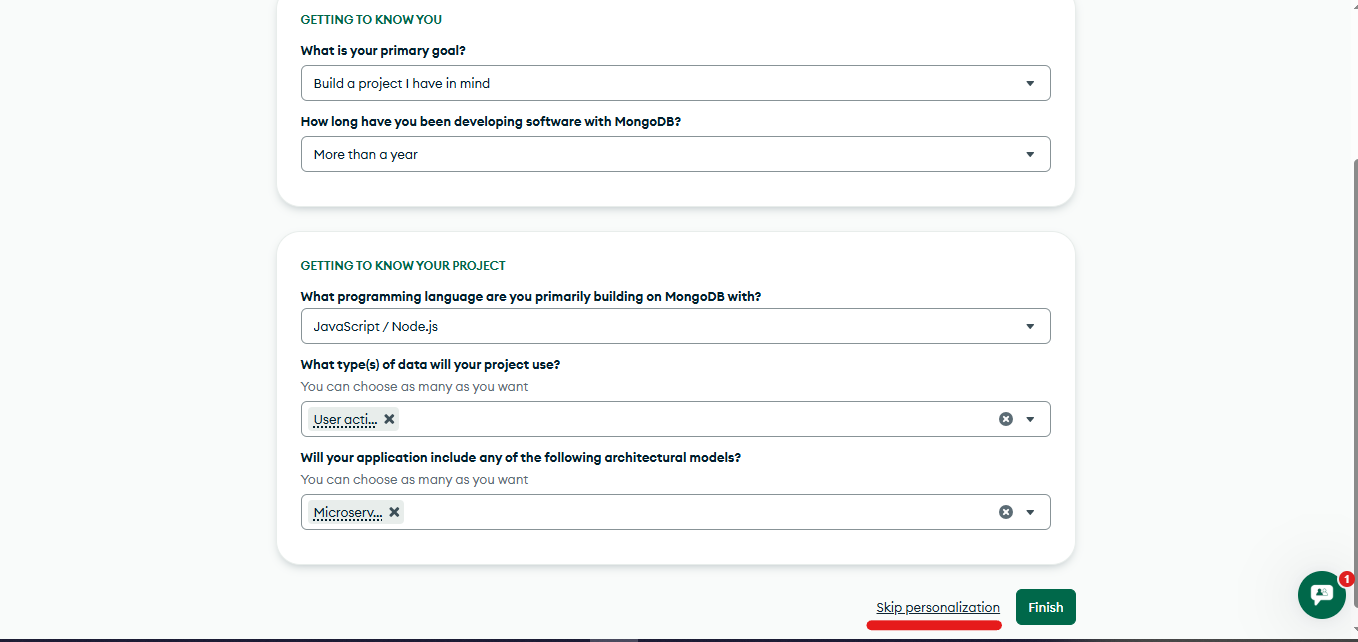 GETTING TO KNOW YOU
What is your primary goal?
Build a project I have in mind
How long have you been developing software with MongoDB?
More than a year
GETTING TO KNOW YOUR PROJECT
What programming language are you primarily building on MongoDB with?
JavaScript / Node.js
What type(s) of data will your project use?
You can choose as many as you want
User acti...
Will your application include any of the following architectural models?
You can choose as many as you want
Microserv...
Skip personalization
Finish
1